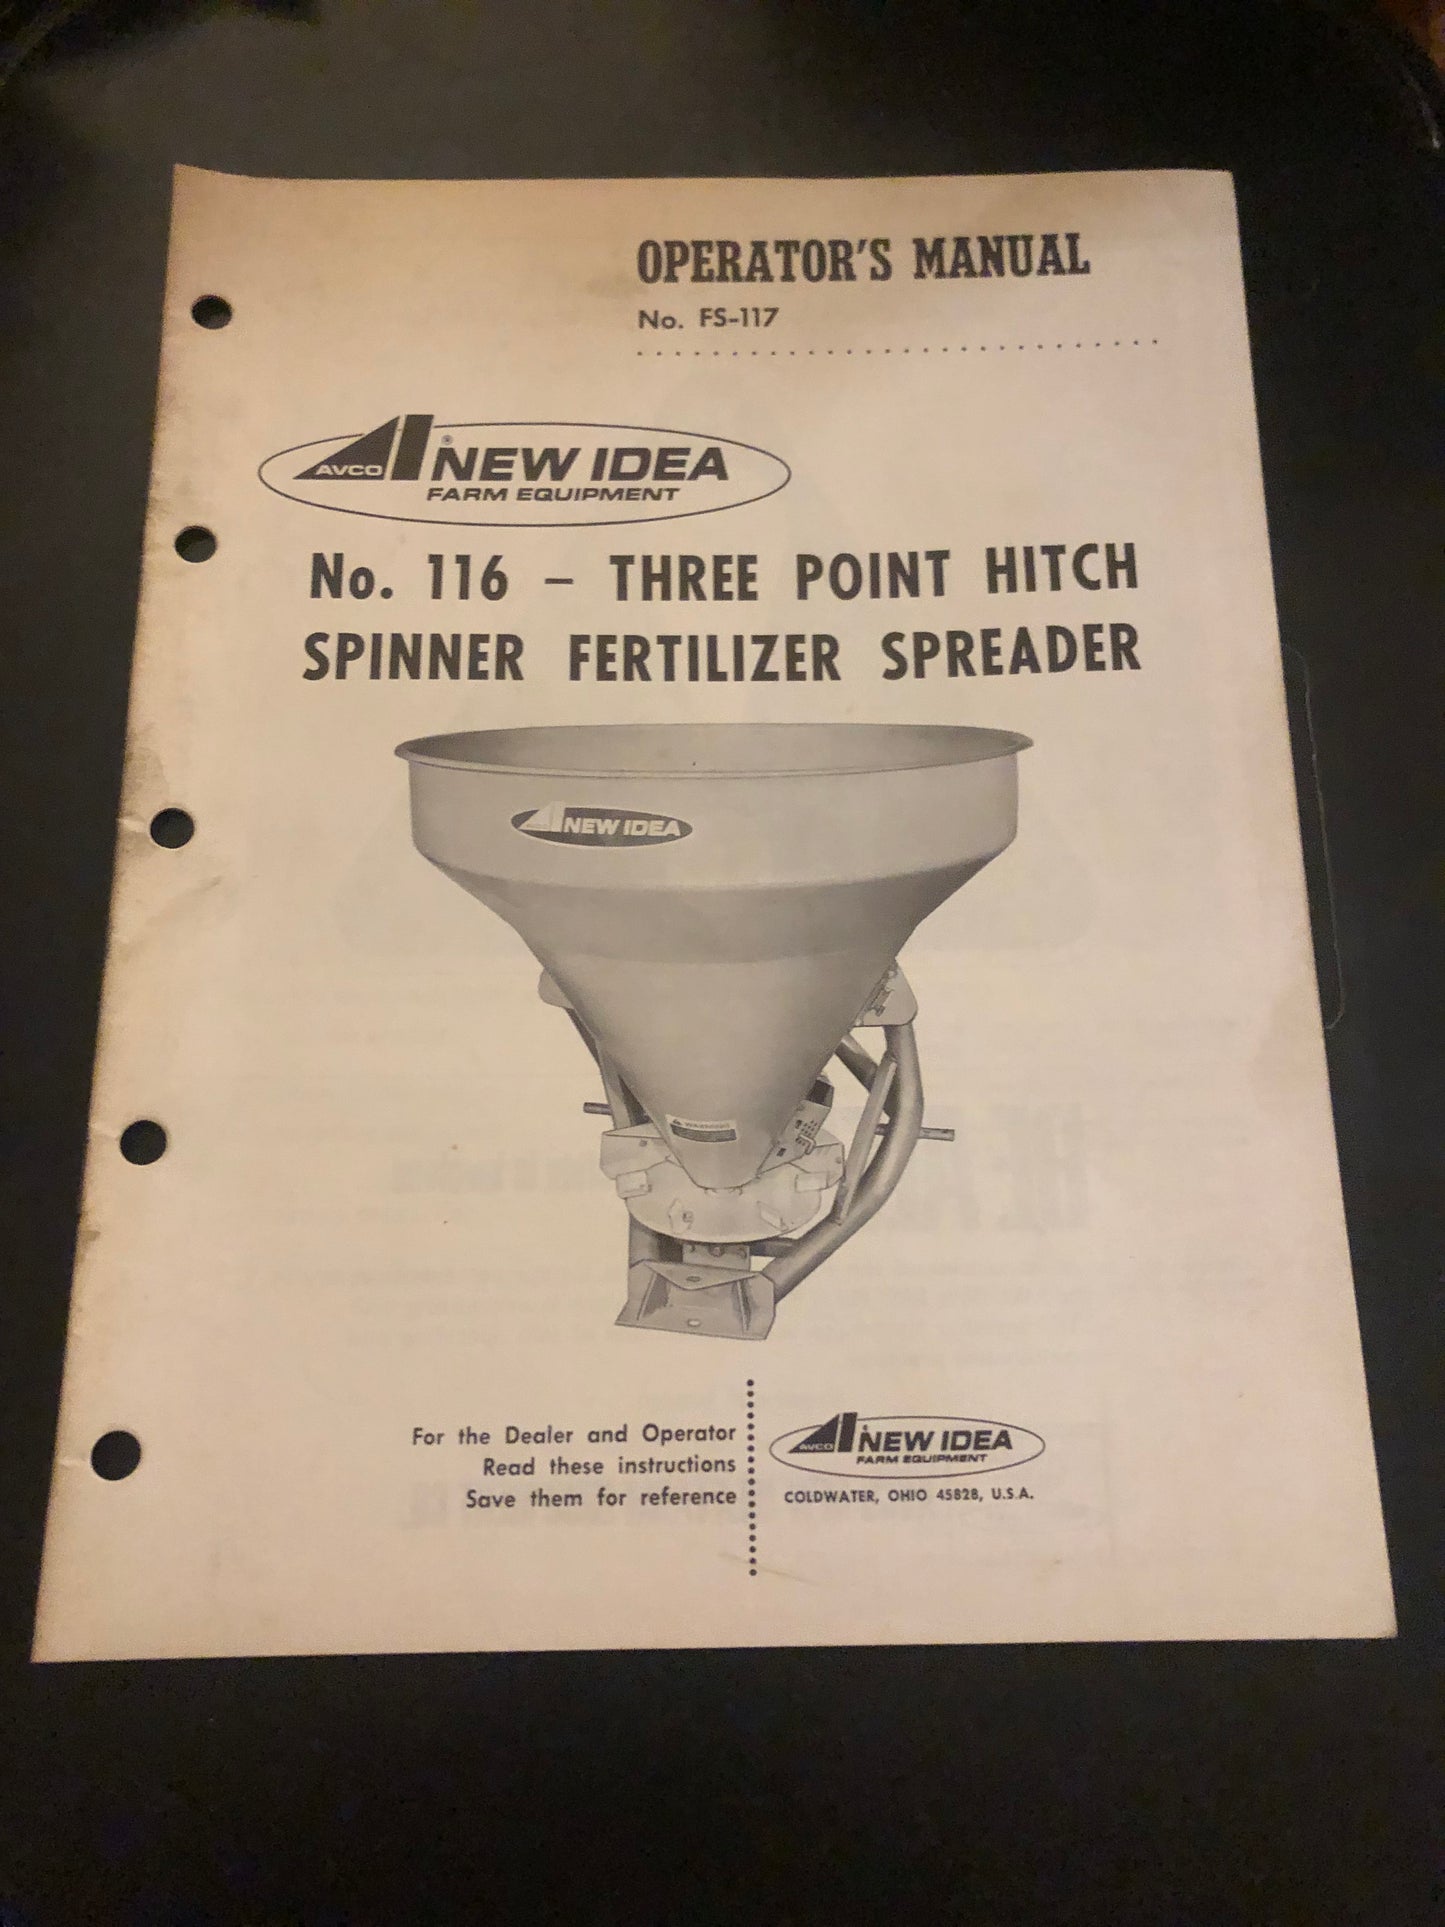 OPERATOR'S MANUAL
No. FS-117
AVCO ® NEW IDEA
FARM EQUIPMENT
No. 116 – THREE POINT HITCH
SPINNER FERTILIZER SPREADER
NEW IDEA
WARNING
For the Dealer and Operator
Read these instructions
Save them for reference
AVCO NEW IDEA
FARM EQUIPMENT
COLDWATER, OHIO 45828, U.S.A.